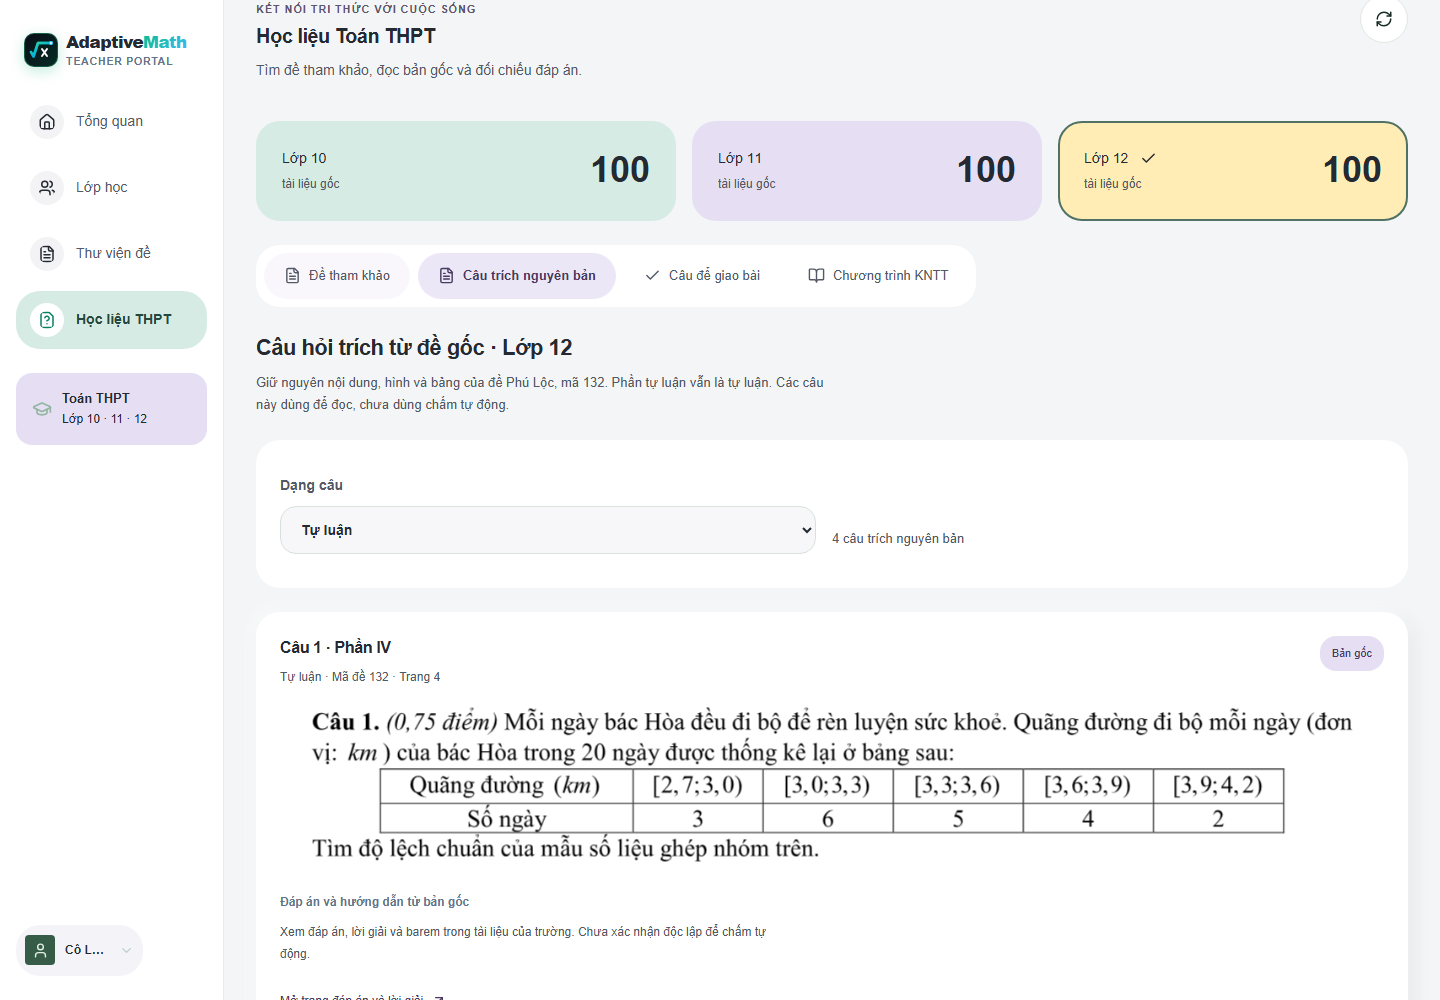 AdaptiveMath
TEACHER PORTAL
Tổng quan
Lớp học
Thư viện đề
Học liệu THPT
Toán THPT
Lớp 10 · 11 · 12
Cô L...
KẾT NỐI TRI THỨC VỚI CUỘC SỐNG
Học liệu Toán THPT
Tìm đề tham khảo, đọc bản gốc và đối chiếu đáp án.
Lớp 10
tài liệu gốc
100
Lớp 11
tài liệu gốc
100
Lớp 12
tài liệu gốc
100
Đề tham khảo
Câu trích nguyên bản
Câu để giao bài
Chương trình KNTT
Câu hỏi trích từ đề gốc · Lớp 12
Giữ nguyên nội dung, hình và bảng của đề Phú Lộc, mã 132. Phần tự luận vẫn là tự luận. Các câu
này dùng để đọc, chưa dùng chấm tự động.
Dạng câu
Tự luận
4 câu trích nguyên bản
Câu 1 · Phần IV
Tự luận · Mã đề 132 · Trang 4
Bản gốc
Câu 1. (0,75 điểm) Mỗi ngày bác Hòa đều đi bộ để rèn luyện sức khoẻ. Quãng đường đi bộ mỗi ngày (đơn
vị: km ) của bác Hòa trong 20 ngày được thống kê lại ở bảng sau:
Quãng đường (km) [2,7;3,0) [3,0;3,3) [3,3;3,6) [3,6;3,9) [3,9;4,2)
Số ngày 3 6 5 4 2
Tìm độ lệch chuẩn của mẫu số liệu ghép nhóm trên.
Đáp án và hướng dẫn từ bản gốc
Xem đáp án, lời giải và barem trong tài liệu của trường. Chưa xác nhận độc lập để chấm tự
động.
Mở trang đáp án và lời giải